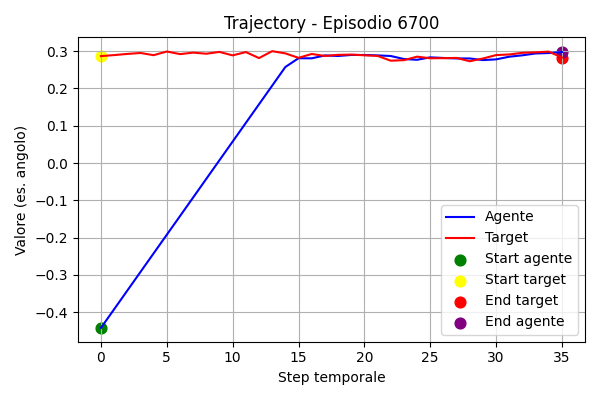 Trajectory - Episodio 6700
Valore (es. angolo)
0.3
0.2
0.1
0.0
−0.1
−0.2
−0.3
−0.4
0
5
10
15
20
25
30
35
Step temporale
Agente
Target
Start agente
Start target
End target
End agente